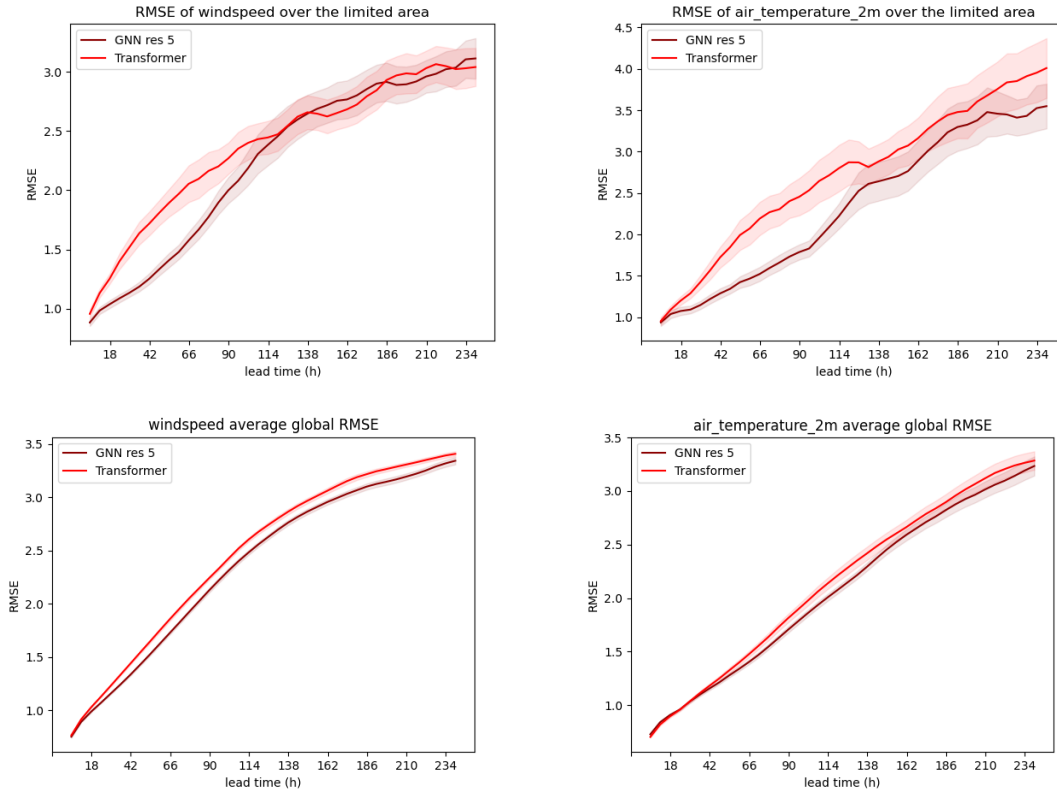 RMSE of windspeed over the limited area
GNN res 5
Transformer
3.0
2.5
2.0
1.5
1.0
RMSE
18 42 66 90 114 138 162 186 210 234
lead time (h)
RMSE of air_temperature_2m over the limited area
GNN res 5
Transformer
4.5
4.0
3.5
3.0
2.5
2.0
1.5
1.0
RMSE
18 42 66 90 114 138 162 186 210 234
lead time (h)
windspeed average global RMSE
GNN res 5
Transformer
3.5
3.0
2.5
2.0
1.5
1.0
RMSE
18 42 66 90 114 138 162 186 210 234
lead time (h)
air_temperature_2m average global RMSE
GNN res 5
Transformer
3.5
3.0
2.5
2.0
1.5
1.0
RMSE
18 42 66 90 114 138 162 186 210 234
lead time (h)